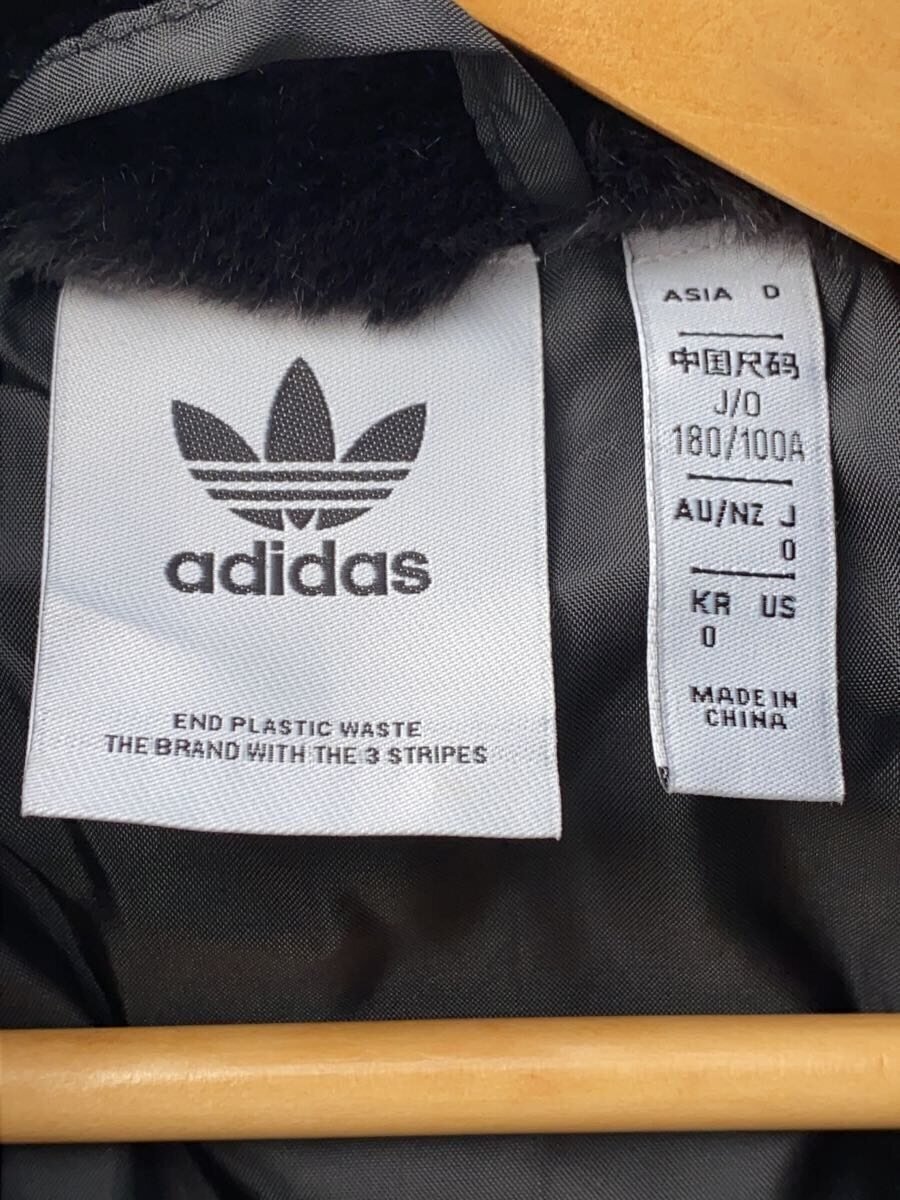 adidas
END PLASTIC WASTE
THE BRAND WITH THE 3 STRIPES
ASIA O
中国尺码
J/O
180/100A
AU/NZ J
O
KR US
O
MADE IN
CHINA